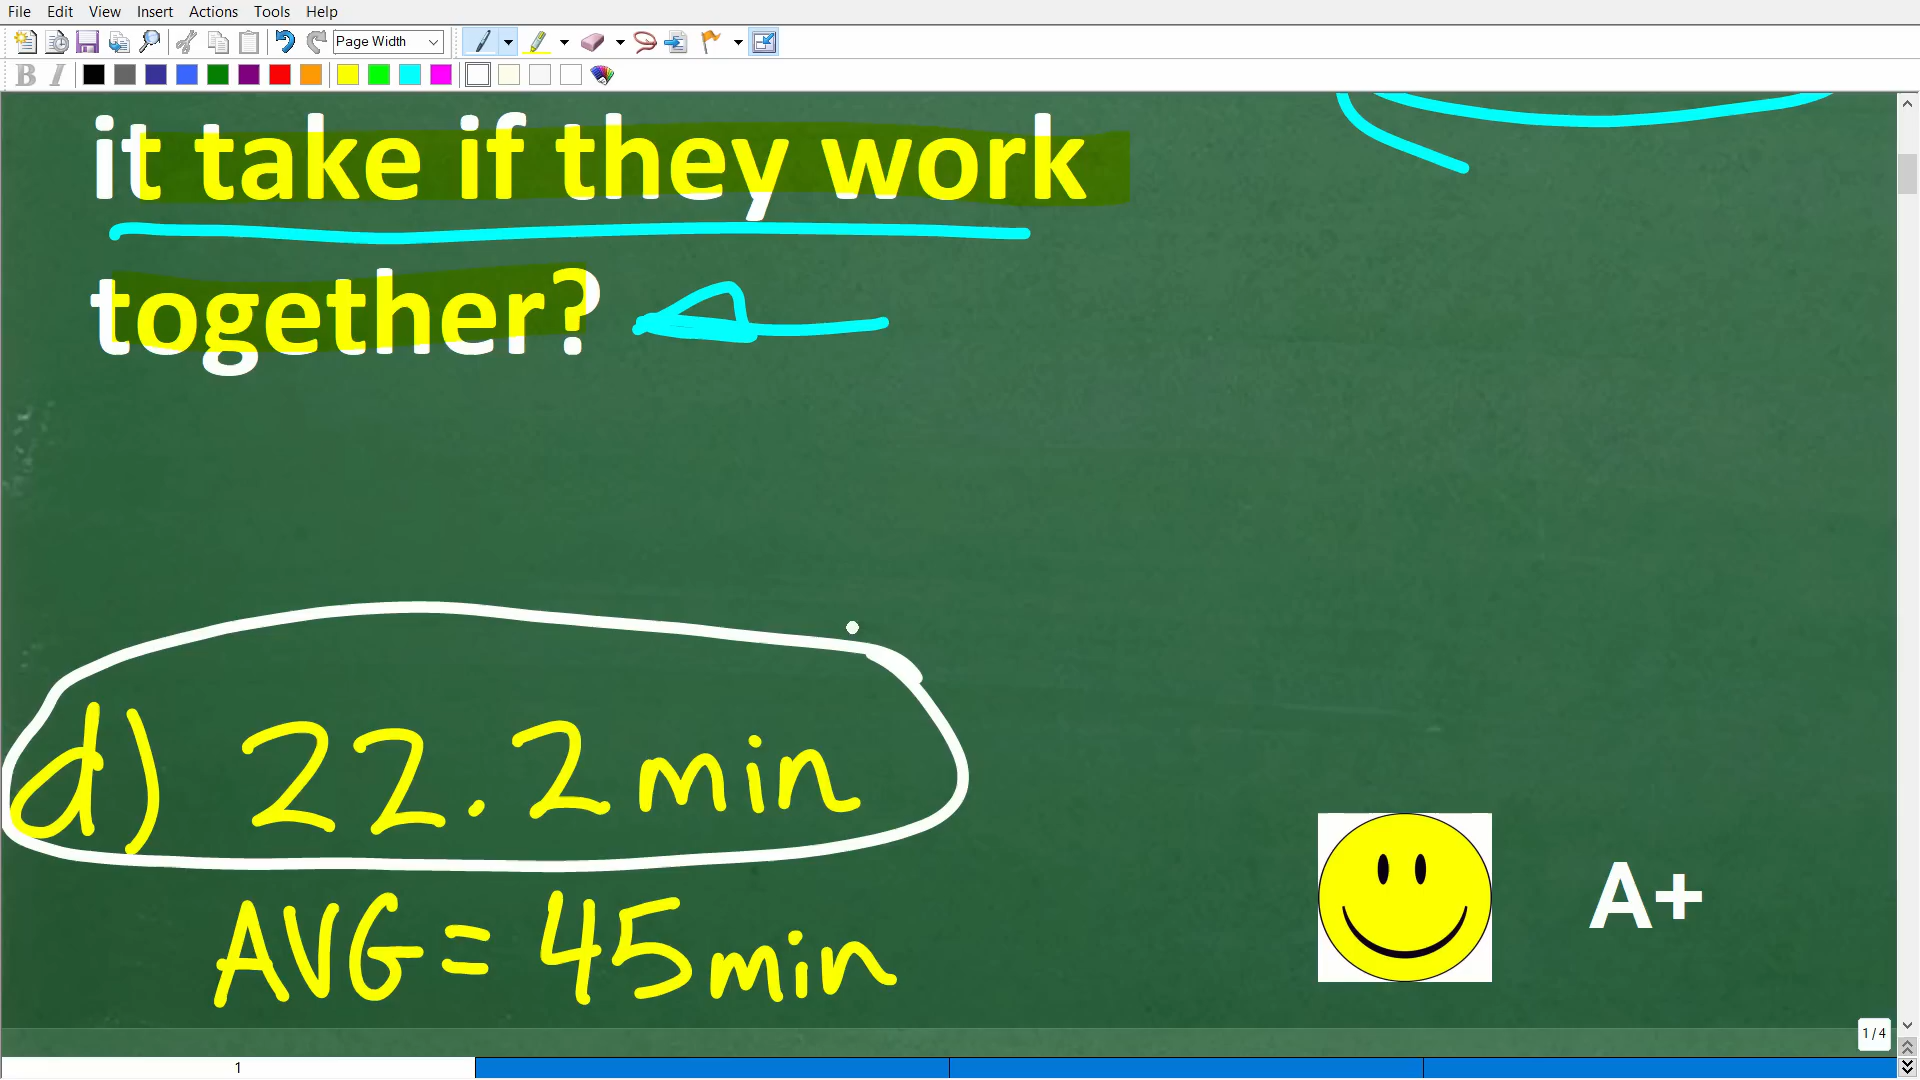 File Edit View Insert Actions Tools Help
Page Width
B I
it take if they work
together?
d) 22.2 min
AVG = 45 min
A+
1 / 4
1